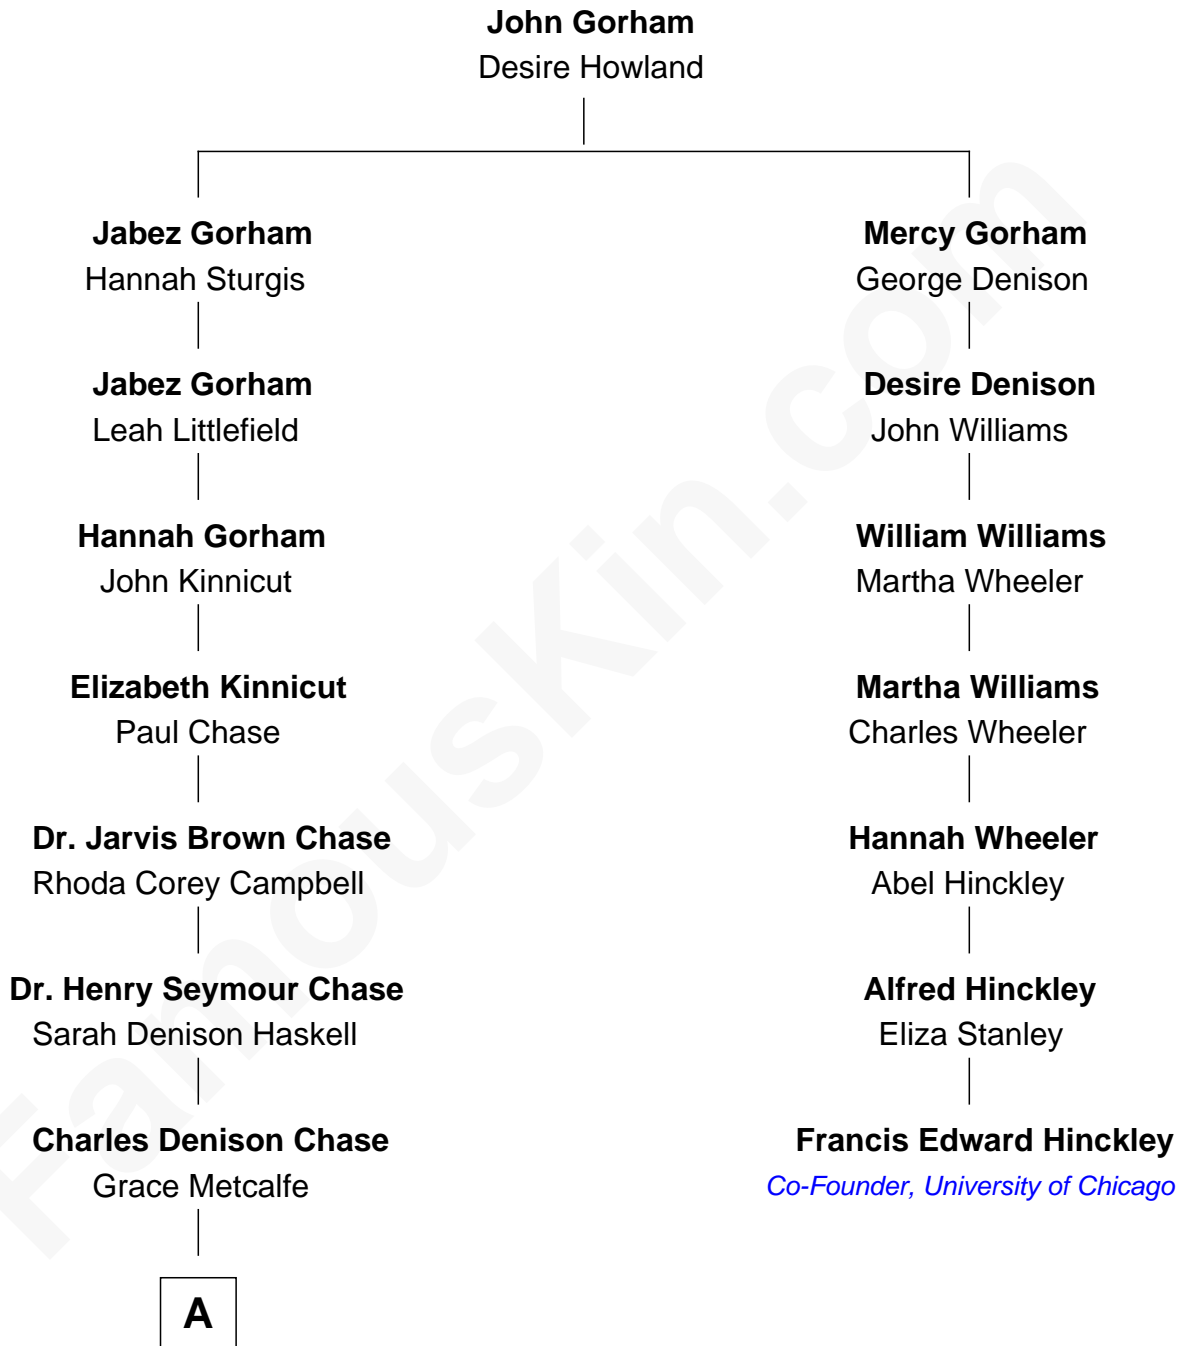 John Gorham
Desire Howland
Jabez Gorham
Hannah Sturgis
Mercy Gorham
George Denison
Jabez Gorham
Leah Littlefield
Desire Denison
John Williams
Hannah Gorham
John Kinnicut
William Williams
Martha Wheeler
Elizabeth Kinnicut
Paul Chase
Martha Williams
Charles Wheeler
Dr. Jarvis Brown Chase
Rhoda Corey Campbell
Hannah Wheeler
Abel Hinckley
Dr. Henry Seymour Chase
Sarah Denison Haskell
Alfred Hinckley
Eliza Stanley
Charles Denison Chase
Grace Metcalfe
Francis Edward Hinckley
Co-Founder, University of Chicago
A
FamousKin.com